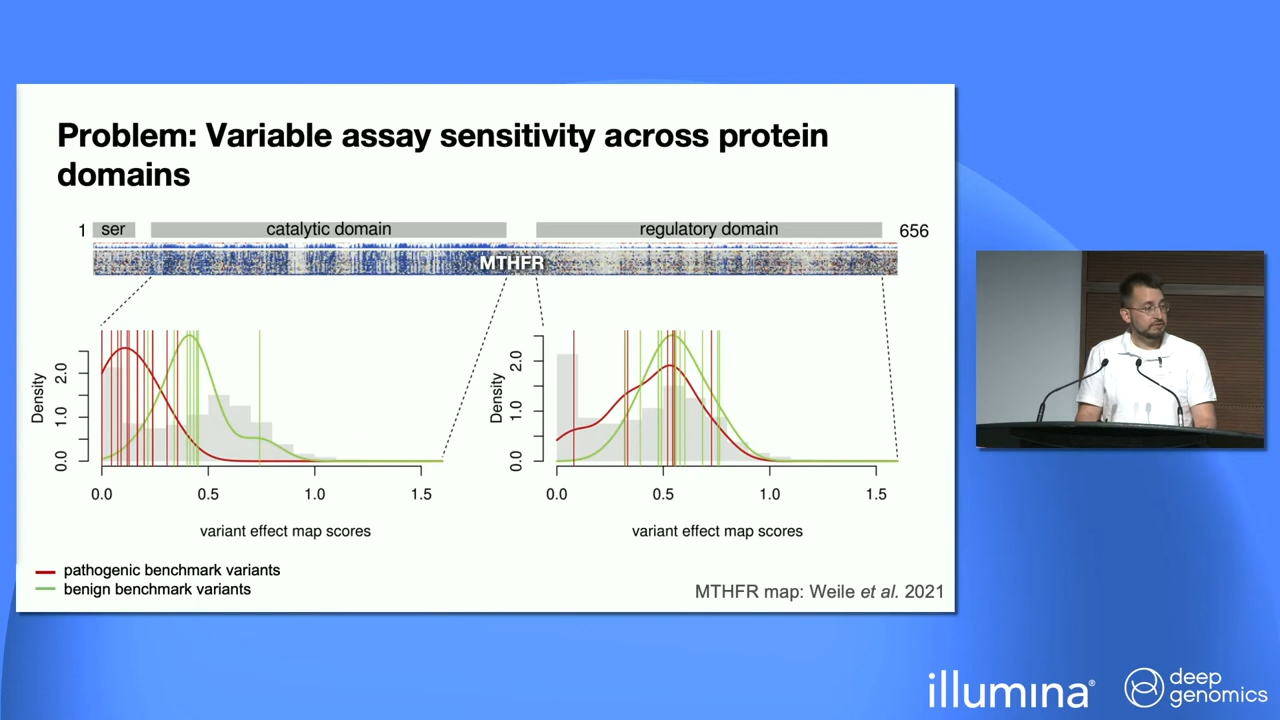 Problem: Variable assay sensitivity across protein
domains
1 ser catalytic domain regulatory domain 656
MTHFR
Density
0.0 1.0 2.0
0.0 0.5 1.0 1.5
variant effect map scores
Density
0.0 1.0 2.0
0.0 0.5 1.0 1.5
variant effect map scores
pathogenic benchmark variants
benign benchmark variants
MTHFR map: Weile et al. 2021
illumina®
deep
genomics